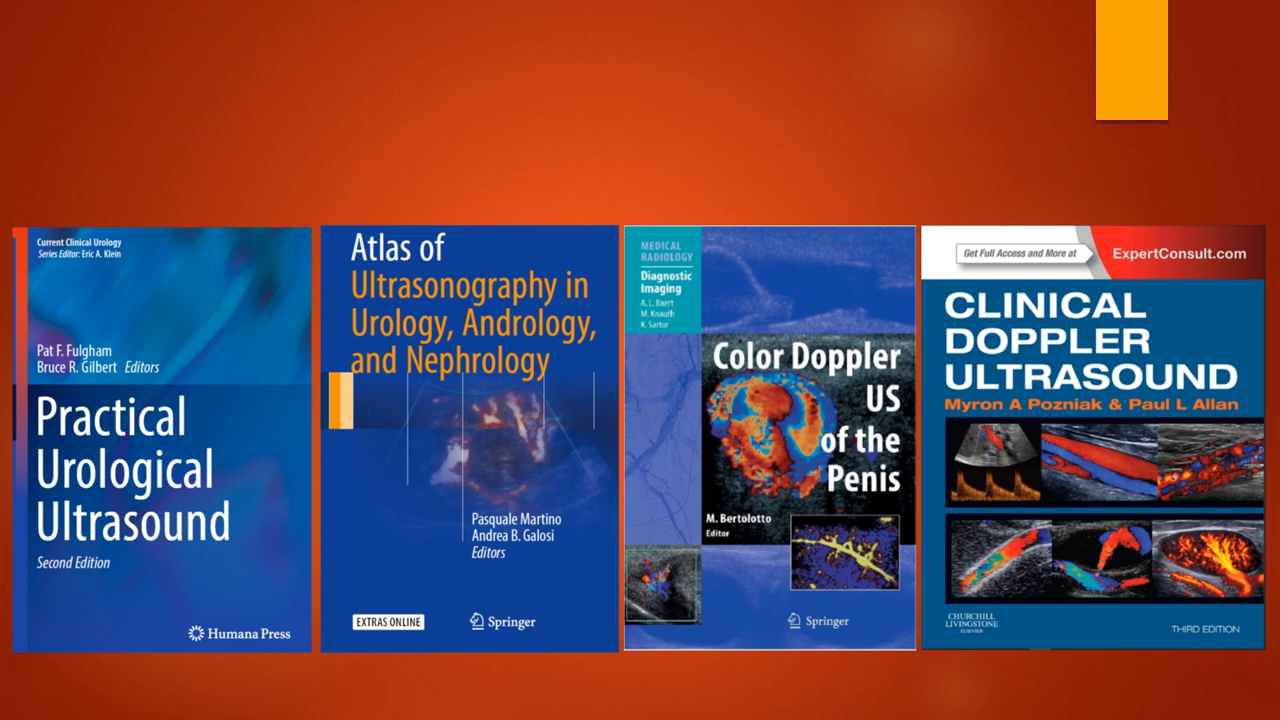 Current Clinical Urology
Series Editor: Eric A. Klein
Pat F. Fulgham
Bruce R. Gilbert Editors
Practical
Urological
Ultrasound
Second Edition
Humana Press
Atlas of
Ultrasonography in
Urology, Andrology,
and Nephrology
Pasquale Martino
Andrea B. Galosi
Editors
EXTRAS ONLINE
Springer
MEDICAL
RADIOLOGY
Diagnostic
Imaging
A. L. Baert
M. Knauth
K. Sartor
Color Doppler
US
of the
Penis
M. Bertolotto
Editor
Springer
Get Full Access and More at
ExpertConsult.com
CLINICAL
DOPPLER
ULTRASOUND
Myron A Pozniak & Paul L Allan
CHURCHILL
LIVINGSTONE
ELSEVIER
THIRD EDITION